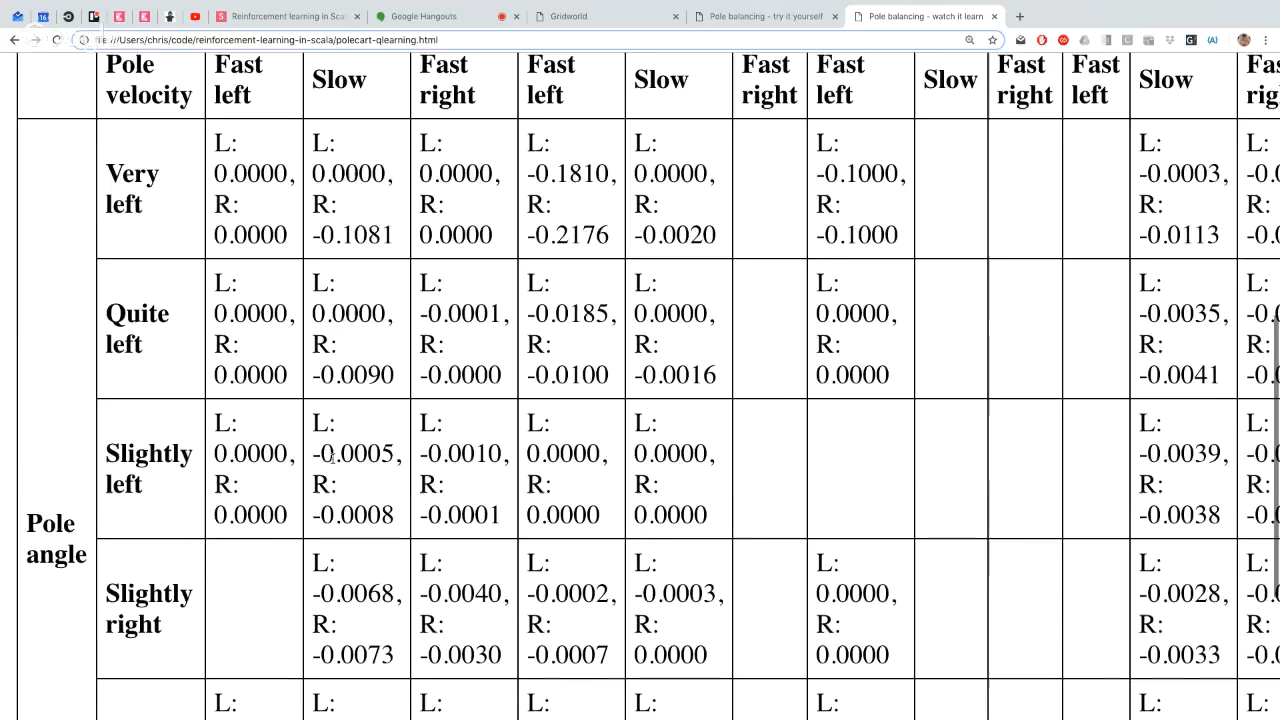 Reinforcement learning in Scal
Google Hangouts
Gridworld
Pole balancing - try it yourself
Pole balancing - watch it learn
/Users/chris/code/reinforcement-learning-in-scala/polecart-qlearning.html
Pole velocity
Fast left
Slow
Fast right
Fast left
Slow
Fast right
Fast left
Slow
Fast right
Fast left
Slow
Pole angle
Very left
L: 0.0000, R: 0.0000
L: 0.0000, R: -0.1081
L: 0.0000, R: 0.0000
L: -0.1810, R: -0.2176
L: 0.0000, R: -0.0020
L: -0.1000, R: -0.1000
L: -0.0003, R: -0.0113
Quite left
L: 0.0000, R: 0.0000
L: 0.0000, R: -0.0090
L: -0.0001, R: -0.0000
L: -0.0185, R: -0.0100
L: 0.0000, R: -0.0016
L: 0.0000, R: 0.0000
L: -0.0035, R: -0.0041
Slightly left
L: 0.0000, R: 0.0000
L: -0.0005, R: -0.0008
L: -0.0010, R: -0.0001
L: 0.0000, R: 0.0000
L: 0.0000, R: 0.0000
L: -0.0039, R: -0.0038
Slightly right
L: -0.0068, R: -0.0073
L: -0.0040, R: -0.0030
L: -0.0002, R: -0.0007
L: -0.0003, R: 0.0000
L: 0.0000, R: 0.0000
L: -0.0028, R: -0.0033
L:
L:
L:
L:
L:
L:
L: